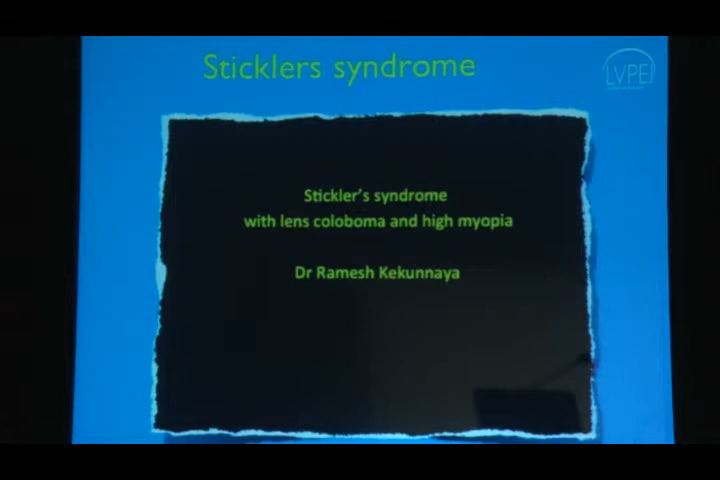 Sticklers syndrome
LVPEI
Stickler's syndrome
with lens coloboma and high myopia
Dr Ramesh Kekunnaya